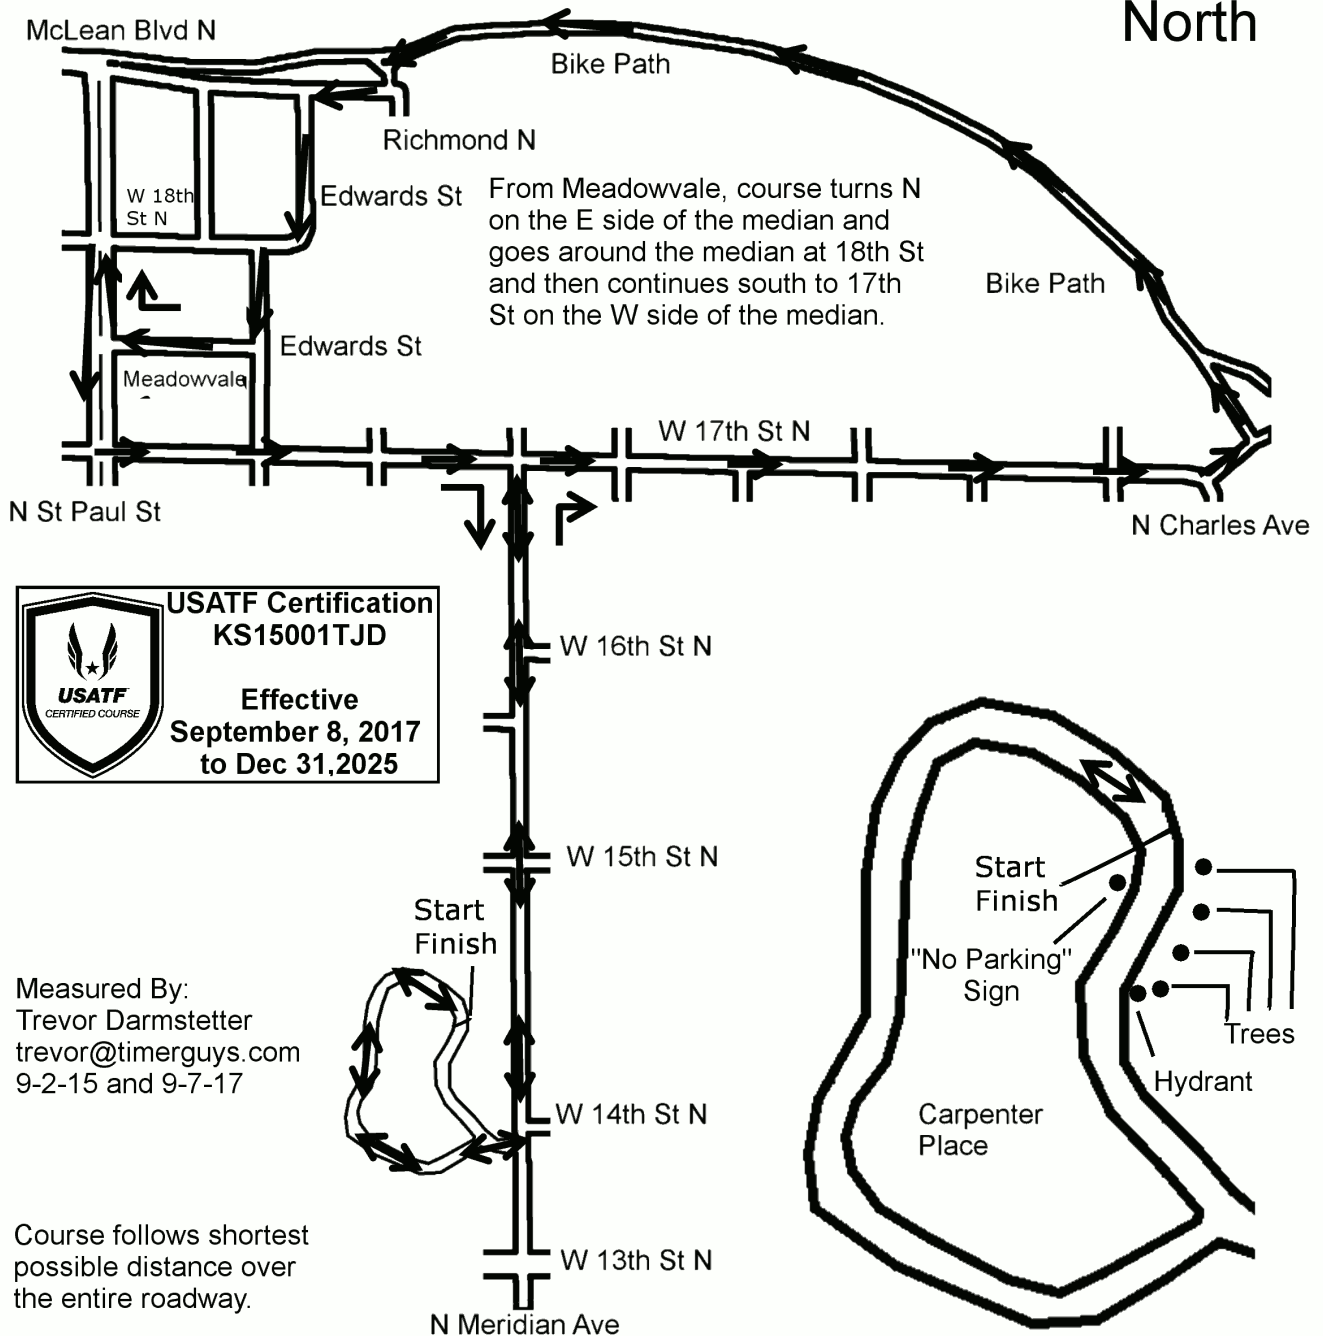 North
McLean Blvd N
Bike Path
Richmond N
W 18th
St N
Edwards St
From Meadowvale, course turns N
on the E side of the median and
goes around the median at 18th St
and then continues south to 17th
St on the W side of the median.
Bike Path
Edwards St
Meadowvale
W 17th St N
N St Paul St
N Charles Ave
USATF Certification
KS15001TJD
Effective
September 8, 2017
to Dec 31,2025
USATF
CERTIFIED COURSE
W 16th St N
W 15th St N
Start
Finish
Start
Finish
"No Parking"
Sign
Measured By:
Trevor Darmstetter
trevor@timerguys.com
9-2-15 and 9-7-17
Trees
Hydrant
W 14th St N
Carpenter
Place
Course follows shortest
possible distance over
the entire roadway.
W 13th St N
N Meridian Ave